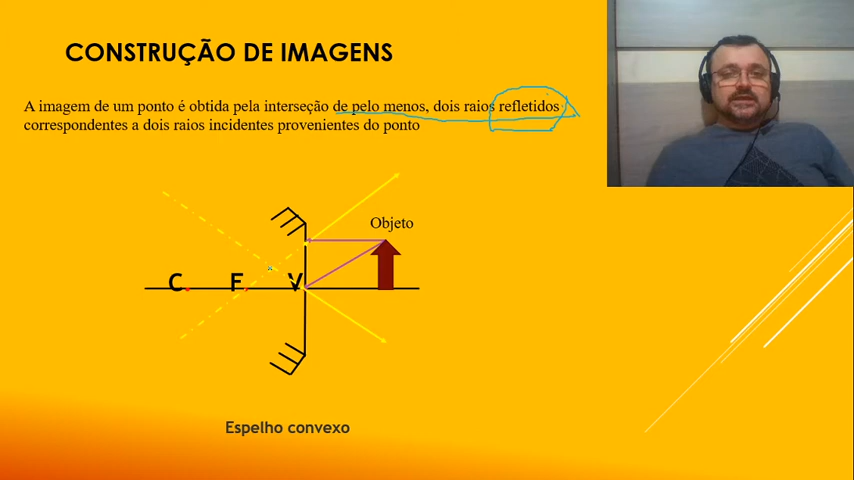 CONSTRUÇÃO DE IMAGENS
A imagem de um ponto é obtida pela interseção de pelo menos, dois raios refletidos
correspondentes a dois raios incidentes provenientes do ponto
Objeto
C F V
Espelho convexo